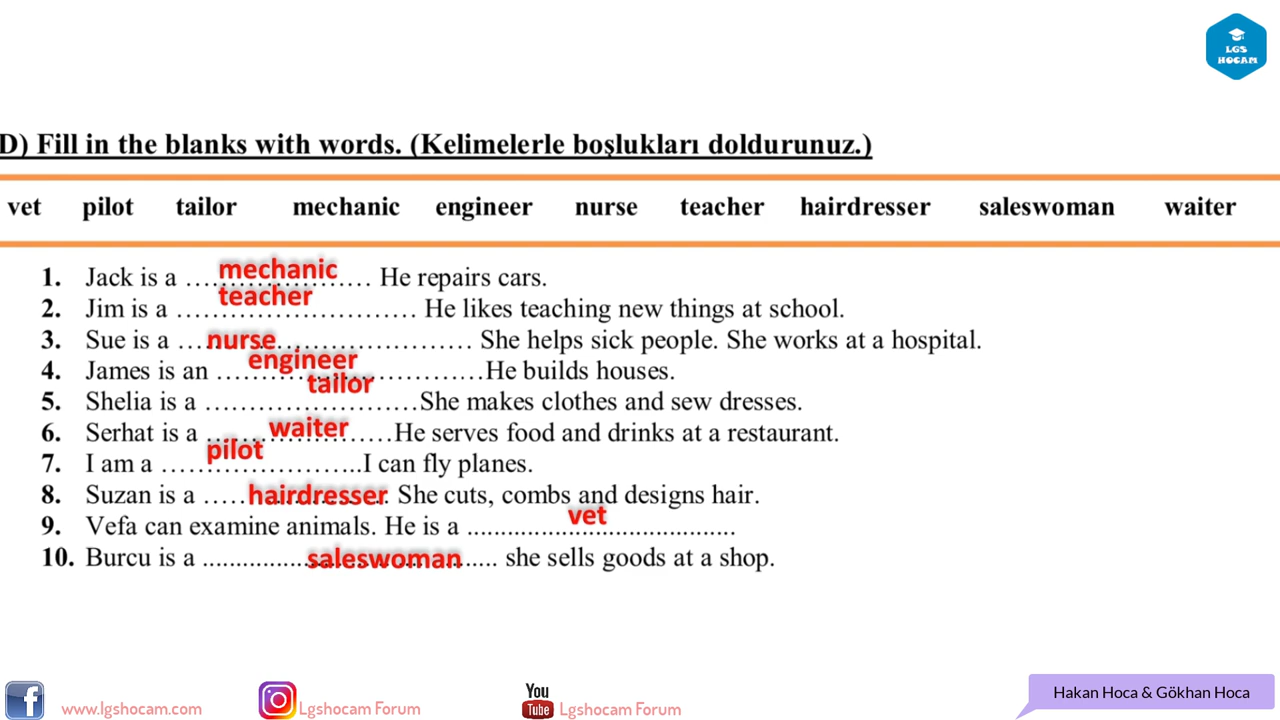 LGS
HOCAM
D) Fill in the blanks with words. (Kelimelerle boşlukları doldurunuz.)
vet pilot tailor mechanic engineer nurse teacher hairdresser saleswoman waiter
1. Jack is a ...mechanic... He repairs cars.
2. Jim is a ...teacher... He likes teaching new things at school.
3. Sue is a ...nurse... She helps sick people. She works at a hospital.
4. James is an ...engineer...He builds houses.
5. Shelia is a ...tailor...She makes clothes and sew dresses.
6. Serhat is a ...waiter...He serves food and drinks at a restaurant.
7. I am a ...pilot...I can fly planes.
8. Suzan is a ...hairdresser. She cuts, combs and designs hair.
9. Vefa can examine animals. He is a ...vet...
10. Burcu is a ...saleswoman... she sells goods at a shop.
www.lgshocam.com Lgshocam Forum You Tube Lgshocam Forum Hakan Hoca & Gökhan Hoca